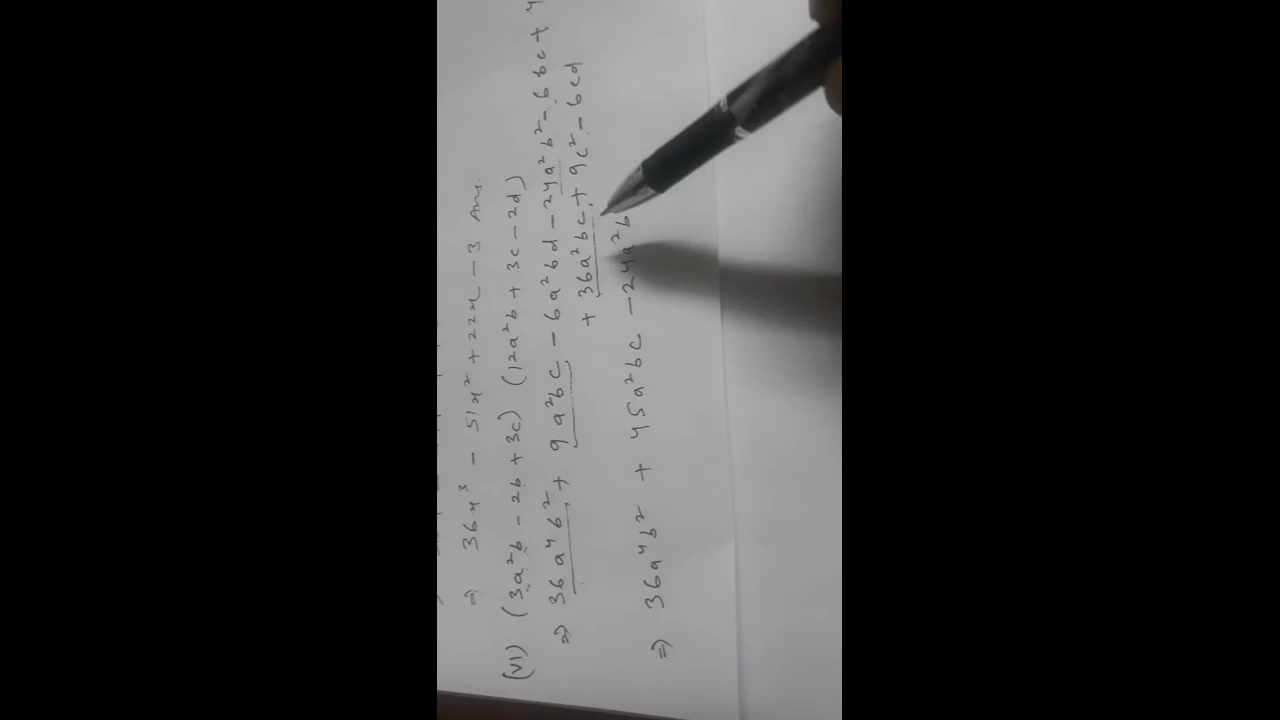 ⇒ 36x³ - 51x² + 22x - 3 Ans.
(VI) (3a²b - 2b + 3c) (12a²b + 3c - 2d)
⇒ 36a⁴b² + 9a²bc - 6a²bd - 24a²b² - 6bc + 4
+ 36a²bc + 9c² - 6cd
⇒ 36a⁴b² + 45a²bc - 24a²b